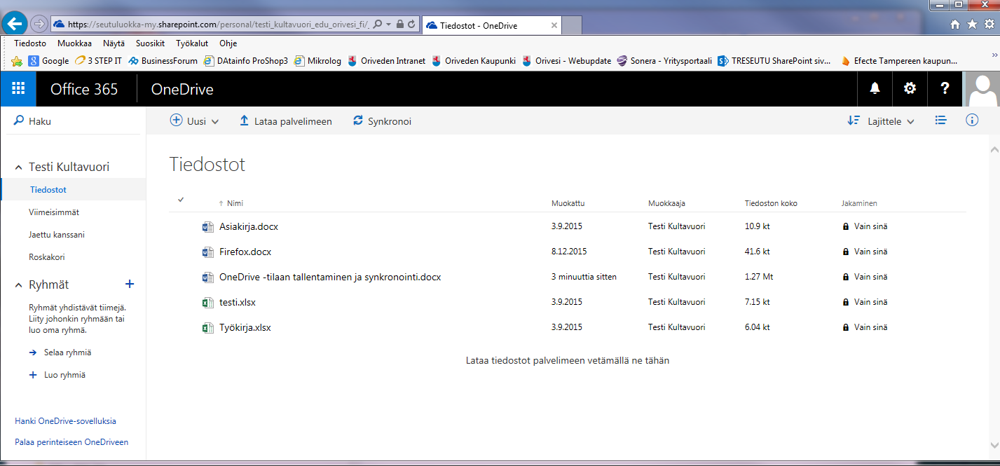 https://seutuluokka-my.sharepoint.com/personal/testi_kultavuori_edu_orivesi_fi/_
Tiedostot - OneDrive
Tiedosto Muokkaa Näytä Suosikit Työkalut Ohje
Google 3 STEP IT BusinessForum DAtainfo ProShop3 Mikrolog Oriveden Intranet Oriveden Kaupunki Orivesi - Webupdate Sonera - Yritysportaali TRESEUTU SharePoint siv... Efecte Tampereen kaupun...
Office 365 OneDrive
Haku
Uusi Lataa palvelimeen Synkronoi Lajittele
Testi Kultavuori
Tiedostot
Viimeisimmät
Jaettu kanssani
Roskakori
Ryhmät
Ryhmät yhdistävät tiimejä.
Liity johonkin ryhmään tai
luo oma ryhmä.
Selaa ryhmiä
Luo ryhmiä
Hanki OneDrive-sovelluksia
Palaa perinteiseen OneDriveen
Tiedostot
Nimi Muokattu Muokkaaja Tiedoston koko Jakaminen
Asiakirja.docx 3.9.2015 Testi Kultavuori 10.9 kt Vain sinä
Firefox.docx 8.12.2015 Testi Kultavuori 41.6 kt Vain sinä
OneDrive -tilaan tallentaminen ja synkronointi.docx 3 minuuttia sitten Testi Kultavuori 1.27 Mt Vain sinä
testi.xlsx 3.9.2015 Testi Kultavuori 7.15 kt Vain sinä
Työkirja.xlsx 3.9.2015 Testi Kultavuori 6.04 kt Vain sinä
Lataa tiedostot palvelimeen vetämällä ne tähän